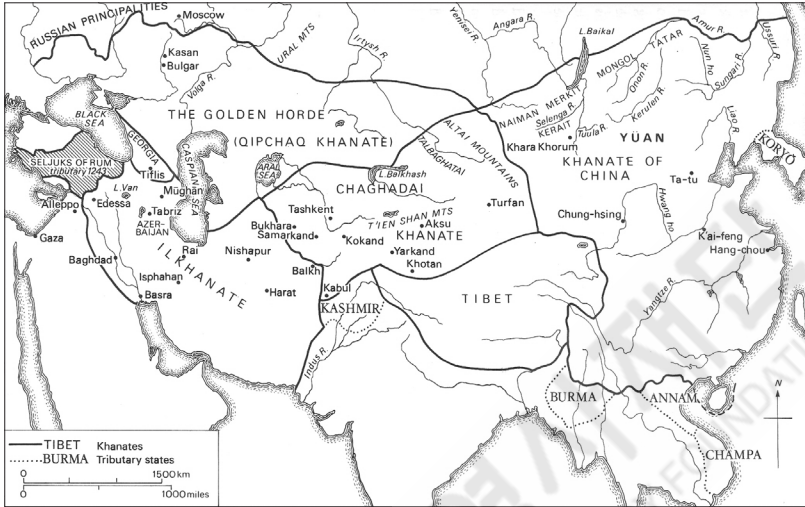 RUSSIAN PRINCIPALITIES
Moscow
Kasan
Bulgar
URAL MTS
Irtysh R.
Yenisei R.
Angara R.
L.Baikal
Amur R.
Ussuri R.
Nun ho
Sungari R.
MONGOL TATAR
Onon R.
Kerulen R.
NAIMAN MERKIT
Selenga R.
KERAIT
Tuula R.
Khara Khorum
YÜAN
KHANATE OF
CHINA
Liao R.
KORYŎ
Ta-tu
Volga R.
THE GOLDEN HORDE
(QIPCHAQ KHANATE)
ALTAI MOUNTAINS
TALBAGHATAI
BLACK
SEA
GEORGIA
CASPIAN SEA
ARAL
SEA
L.Balkhash
CHAGHADAI
SELJUKS OF RUM
tributary 1243
Tiflis
L.Van
Mūghan
Alleppo
Edessa
Tabriz
AZER-
BAIJAN
Tashkent
T'IEN SHAN MTS
Turfan
Bukhara
Samarkand
Kokand
Aksu
KHANATE
Yarkand
Khotan
Chung-hsing
Hwang ho
K'ai-feng
Hang-chou
Gaza
Rai
Nishapur
Baghdad
Isphahan
ILKHANATE
Balkh
Harat
Basra
Kabul
KASHMIR
Indus R.
TIBET
Yangtze R.
BURMA
ANNAM
CHAMPA
N
TIBET Khanates
BURMA Tributary states
0 1500 km
0 1000 miles